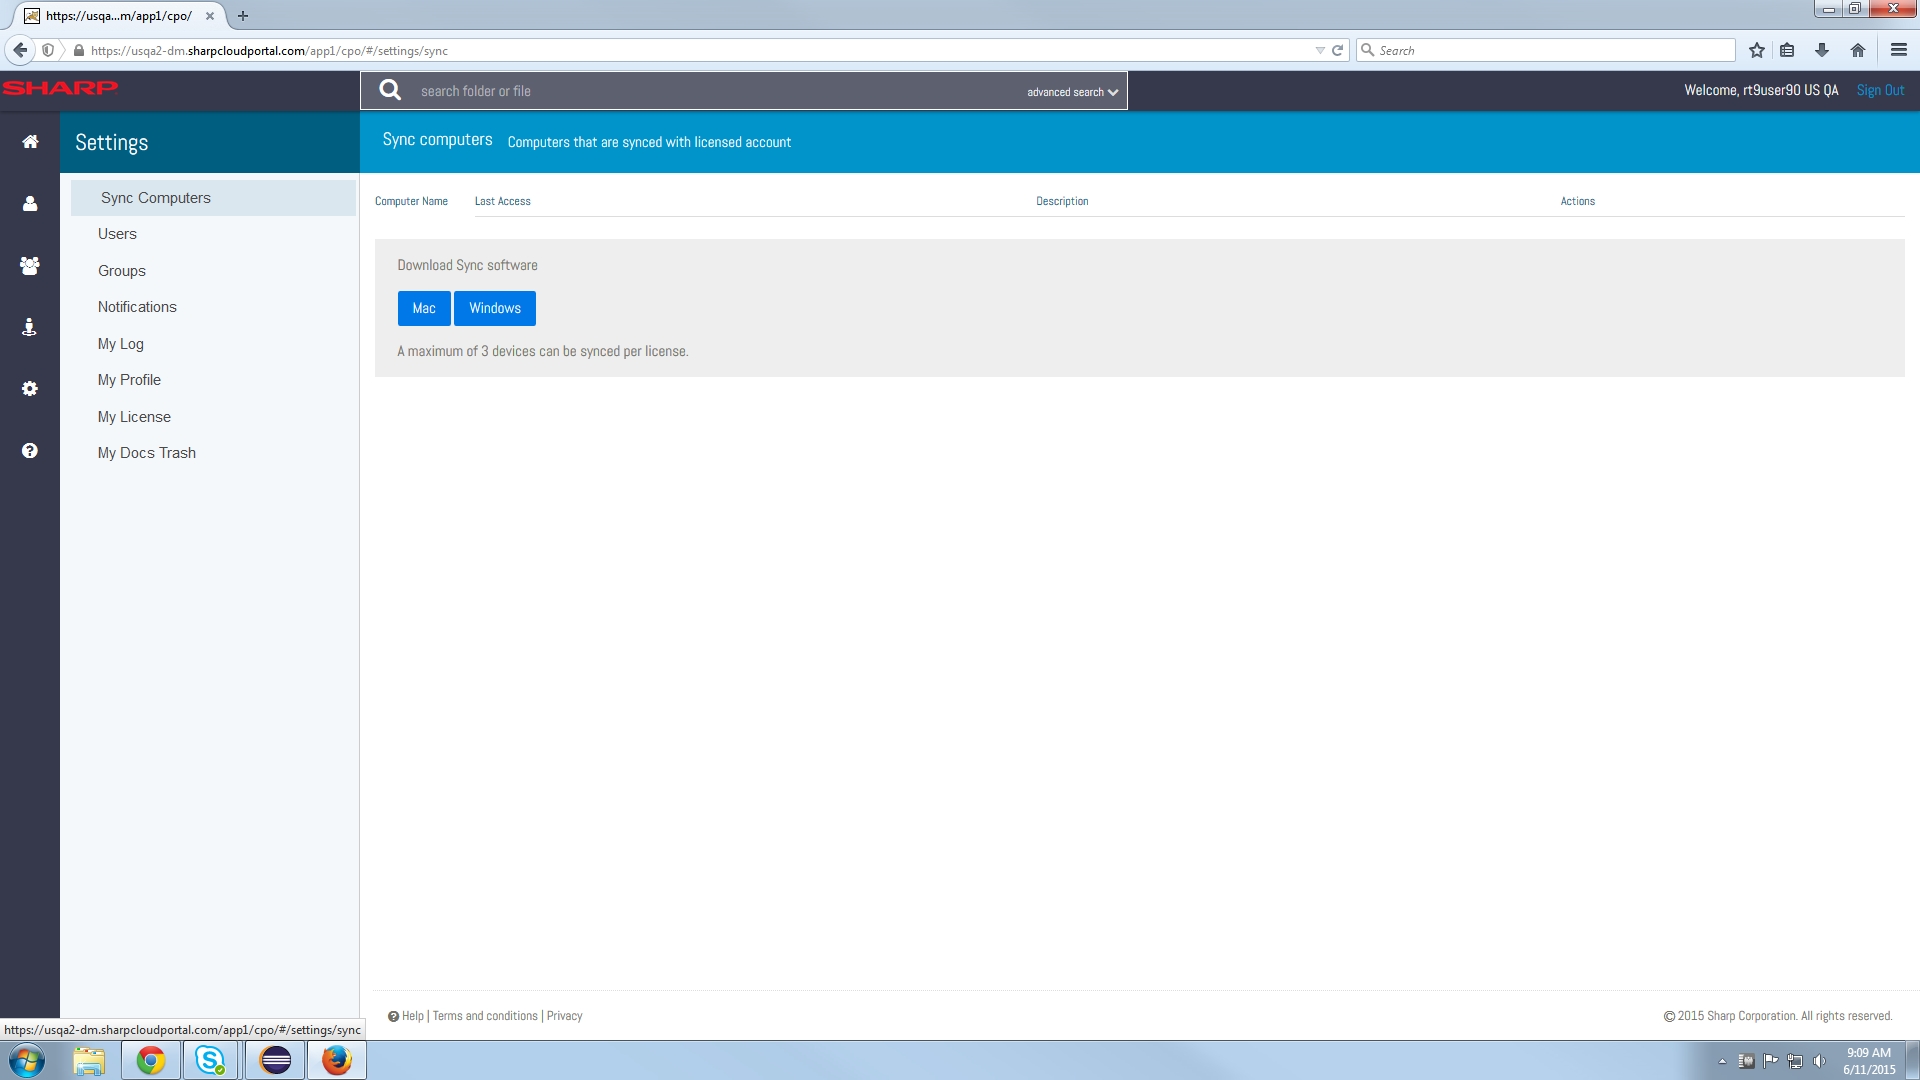 https://usqa...m/app1/cpo/
https://usqa2-dm.sharpcloudportal.com/app1/cpo/#/settings/sync
Search
SHARP
search folder or file
advanced search
Welcome, rt9user90 US QA
Sign Out
Settings
Sync computers
Computers that are synced with licensed account
Sync Computers
Users
Groups
Notifications
My Log
My Profile
My License
My Docs Trash
Computer Name
Last Access
Description
Actions
Download Sync software
Mac
Windows
A maximum of 3 devices can be synced per license.
Help | Terms and conditions | Privacy
© 2015 Sharp Corporation. All rights reserved.
https://usqa2-dm.sharpcloudportal.com/app1/cpo/#/settings/sync
9:09 AM
6/11/2015